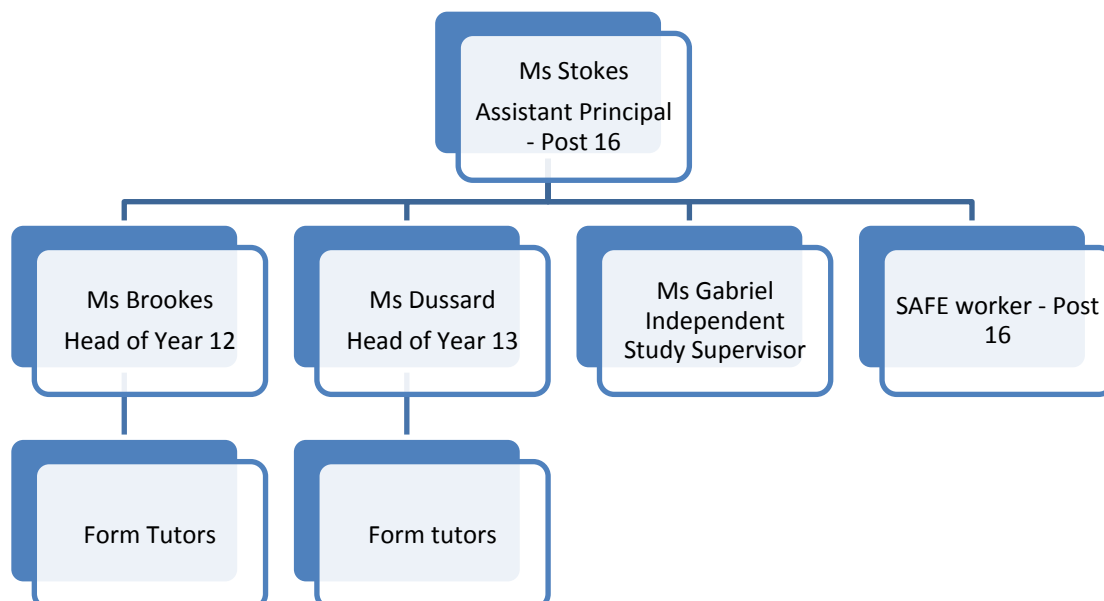 Ms Stokes
Assistant Principal
- Post 16
Ms Brookes
Head of Year 12
Ms Dussard
Head of Year 13
Ms Gabriel
Independent
Study Supervisor
SAFE worker - Post
16
Form Tutors
Form tutors